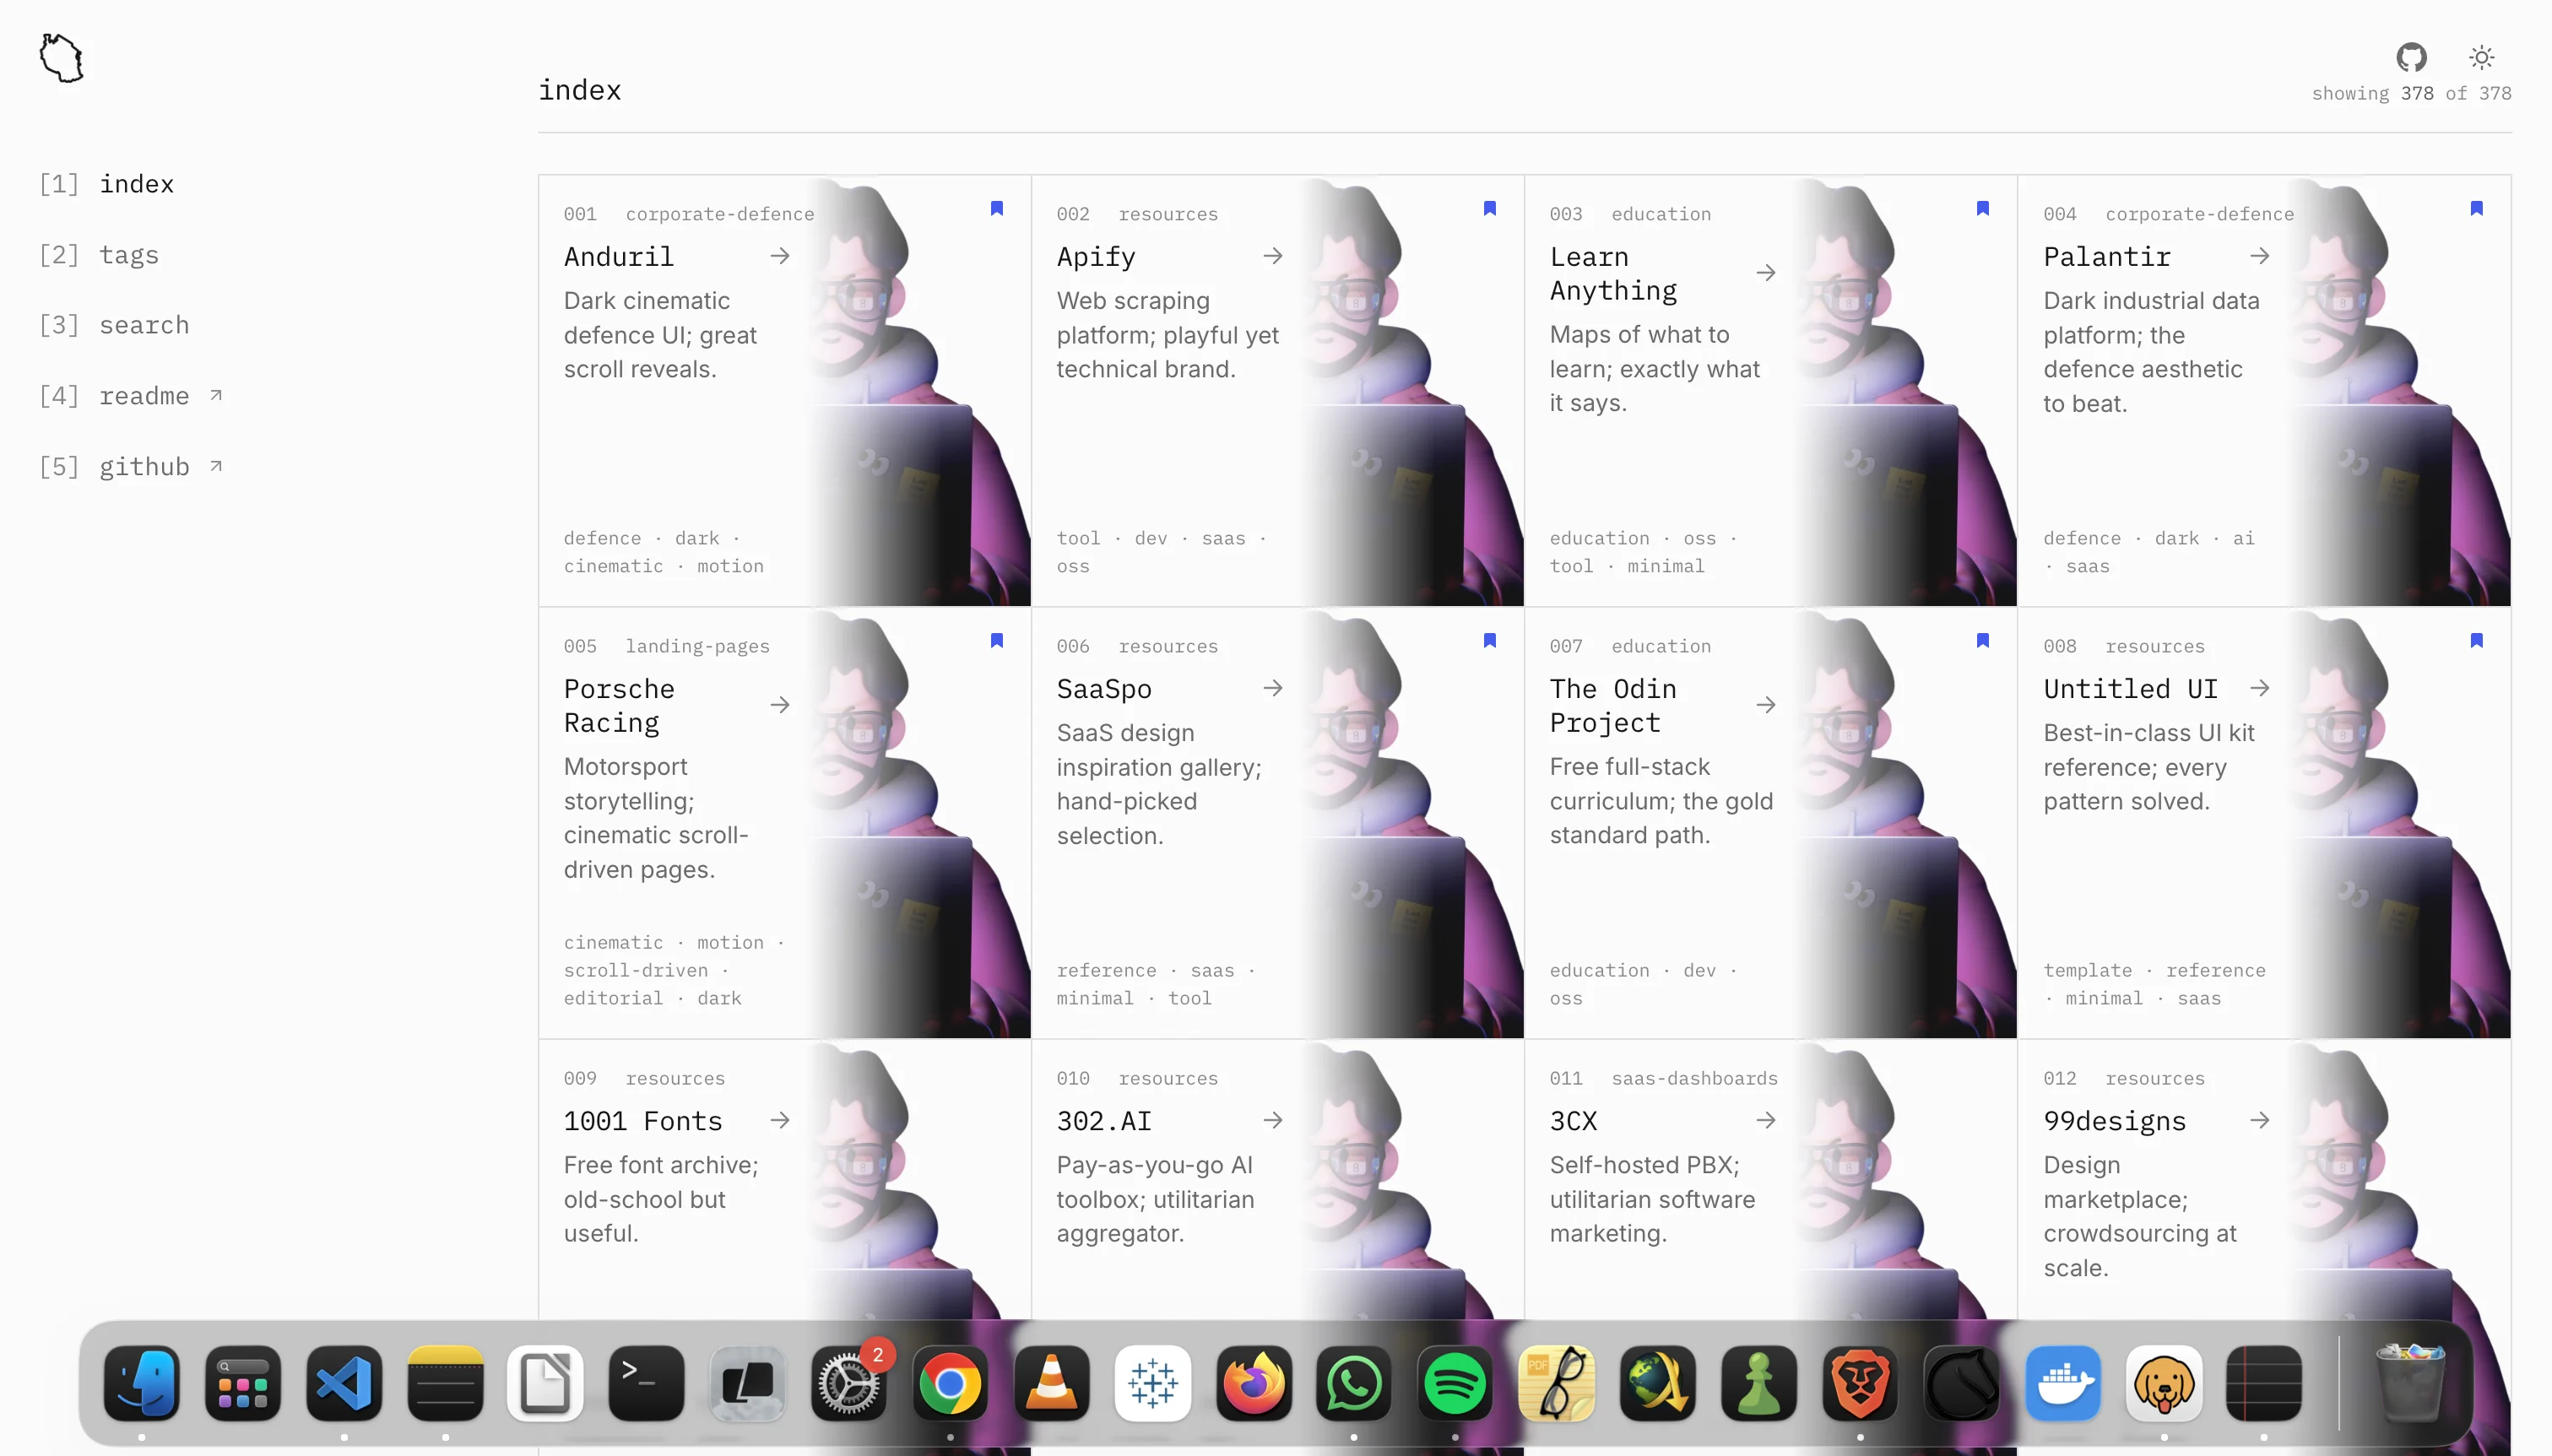 index
showing 378 of 378
[1] index
[2] tags
[3] search
[4] readme ↗
[5] github ↗
001 corporate-defence
Anduril →
Dark cinematic
defence UI; great
scroll reveals.
defence · dark ·
cinematic · motion
002 resources
Apify →
Web scraping
platform; playful yet
technical brand.
tool · dev · saas ·
oss
003 education
Learn
Anything →
Maps of what to
learn; exactly what
it says.
education · oss ·
tool · minimal
004 corporate-defence
Palantir →
Dark industrial data
platform; the
defence aesthetic
to beat.
defence · dark · ai
· saas
005 landing-pages
Porsche
Racing →
Motorsport
storytelling;
cinematic scroll-
driven pages.
cinematic · motion ·
scroll-driven ·
editorial · dark
006 resources
SaaSpo →
SaaS design
inspiration gallery;
hand-picked
selection.
reference · saas ·
minimal · tool
007 education
The Odin
Project →
Free full-stack
curriculum; the gold
standard path.
education · dev ·
oss
008 resources
Untitled UI →
Best-in-class UI kit
reference; every
pattern solved.
template · reference
· minimal · saas
009 resources
1001 Fonts →
Free font archive;
old-school but
useful.
010 resources
302.AI →
Pay-as-you-go AI
toolbox; utilitarian
aggregator.
011 saas-dashboards
3CX →
Self-hosted PBX;
utilitarian software
marketing.
012 resources
99designs →
Design
marketplace;
crowdsourcing at
scale.
2
PDF